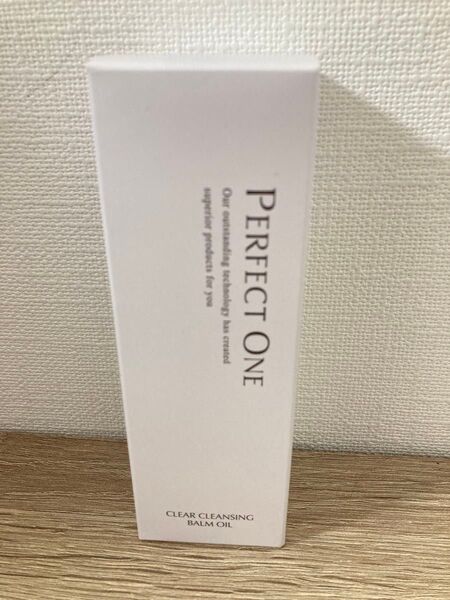 PERFECT ONE
Our outstanding technology has created
superior products for you
CLEAR CLEANSING
BALM OIL